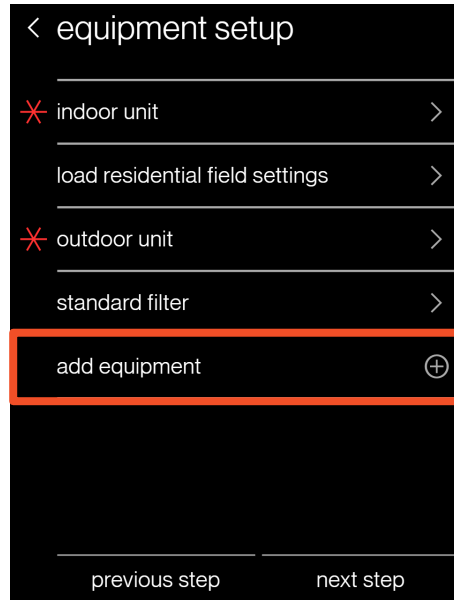 equipment setup
indoor unit
load residential field settings
outdoor unit
standard filter
add equipment
previous step
next step